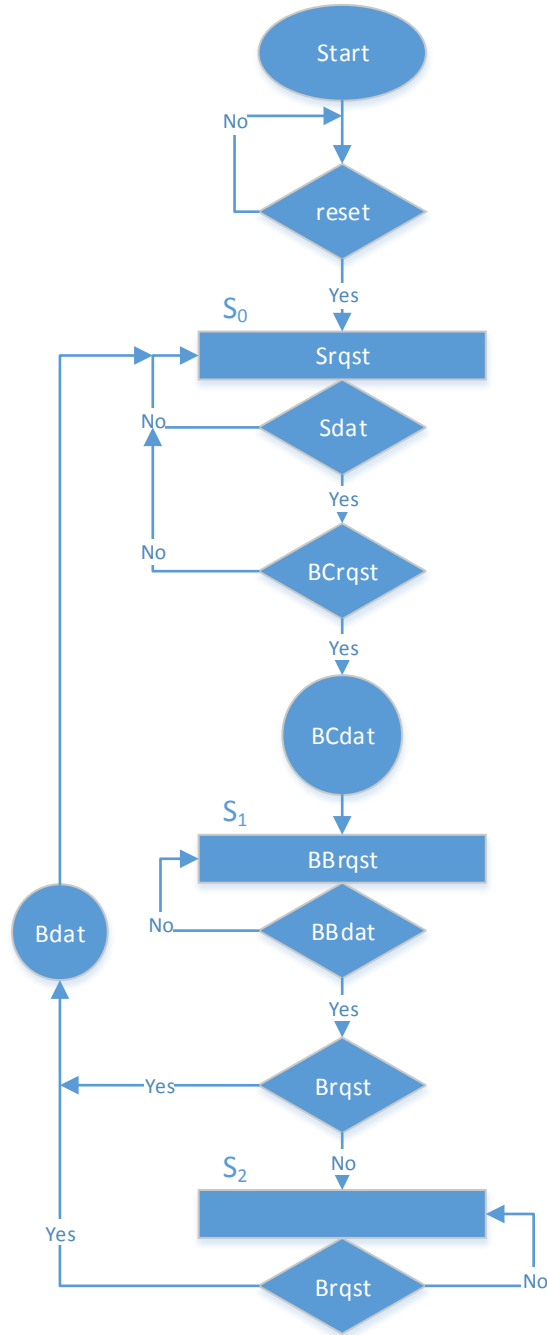 Start
No
reset
Yes
S₀
Srqst
No
Sdat
Yes
No
BCrqst
Yes
BCdat
S₁
BBrqst
Bdat
No
BBdat
Yes
Yes
Brqst
No
S₂
Yes
Brqst
No